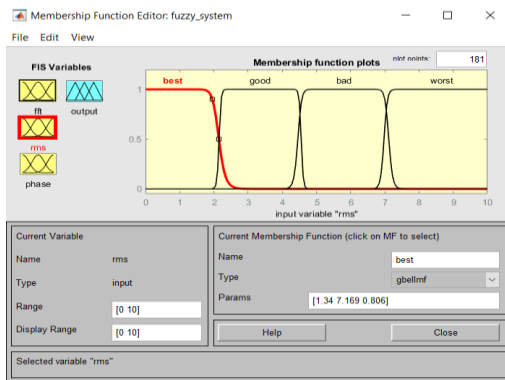 Membership Function Editor: fuzzy_system
File Edit View
FIS Variables
fft
output
rms
phase
Membership function plots
plot points:
181
best
good
bad
worst
1
0.5
0
0 1 2 3 4 5 6 7 8 9 10
input variable "rms"
Current Variable
Name rms
Type input
Range [0 10]
Display Range [0 10]
Current Membership Function (click on MF to select)
Name best
Type gbellmf
Params [1.34 7.169 0.806]
Help
Close
Selected variable "rms"